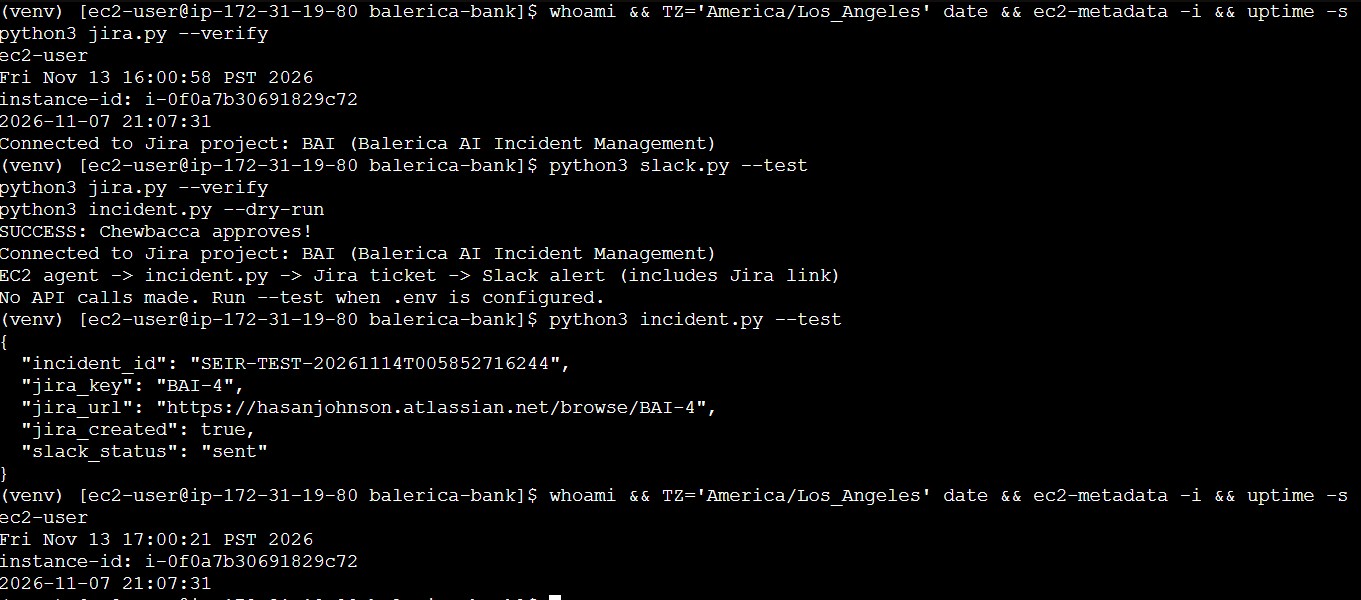 (venv) [ec2-user@ip-172-31-19-80 balerica-bank]$ whoami && TZ='America/Los_Angeles' date && ec2-metadata -i && uptime -s
python3 jira.py --verify
ec2-user
Fri Nov 13 16:00:58 PST 2026
instance-id: i-0f0a7b30691829c72
2026-11-07 21:07:31
Connected to Jira project: BAI (Balerica AI Incident Management)
(venv) [ec2-user@ip-172-31-19-80 balerica-bank]$ python3 slack.py --test
python3 jira.py --verify
python3 incident.py --dry-run
SUCCESS: Chewbacca approves!
Connected to Jira project: BAI (Balerica AI Incident Management)
EC2 agent -> incident.py -> Jira ticket -> Slack alert (includes Jira link)
No API calls made. Run --test when .env is configured.
(venv) [ec2-user@ip-172-31-19-80 balerica-bank]$ python3 incident.py --test
{
  "incident_id": "SEIR-TEST-20261114T005852716244",
  "jira_key": "BAI-4",
  "jira_url": "https://hasanjohnson.atlassian.net/browse/BAI-4",
  "jira_created": true,
  "slack_status": "sent"
}
(venv) [ec2-user@ip-172-31-19-80 balerica-bank]$ whoami && TZ='America/Los_Angeles' date && ec2-metadata -i && uptime -s
ec2-user
Fri Nov 13 17:00:21 PST 2026
instance-id: i-0f0a7b30691829c72
2026-11-07 21:07:31